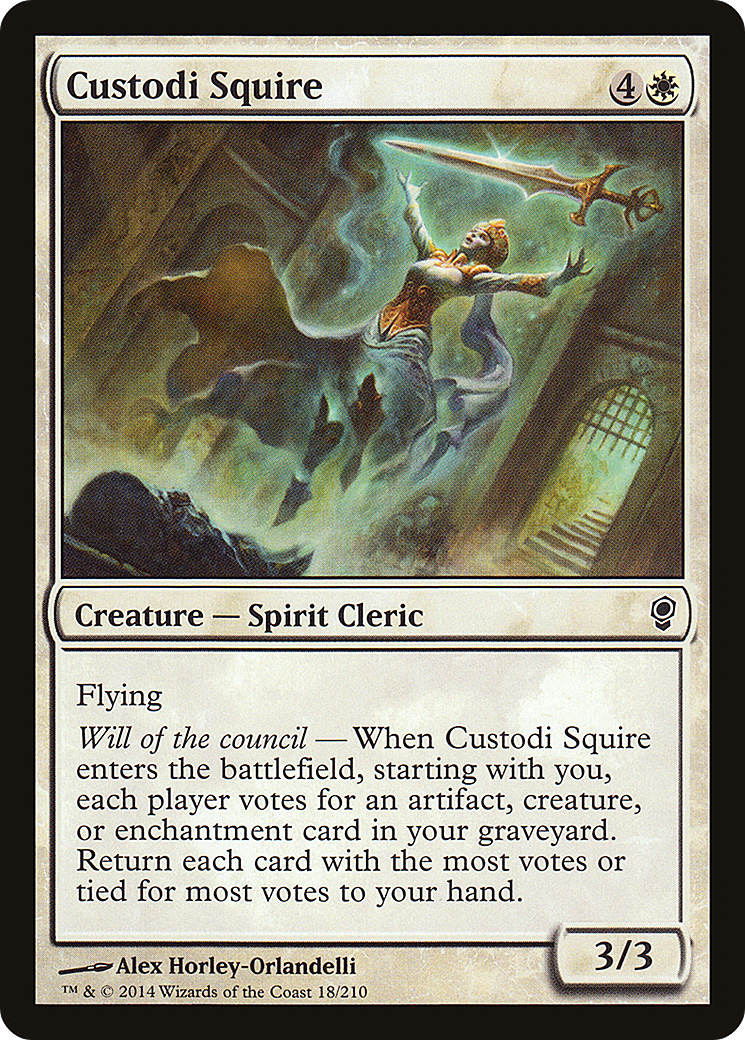 Custodi Squire 4
Creature — Spirit Cleric
Flying
Will of the council — When Custodi Squire
enters the battlefield, starting with you,
each player votes for an artifact, creature,
or enchantment card in your graveyard.
Return each card with the most votes or
tied for most votes to your hand.
3/3
Alex Horley-Orlandelli
™ & © 2014 Wizards of the Coast 18/210